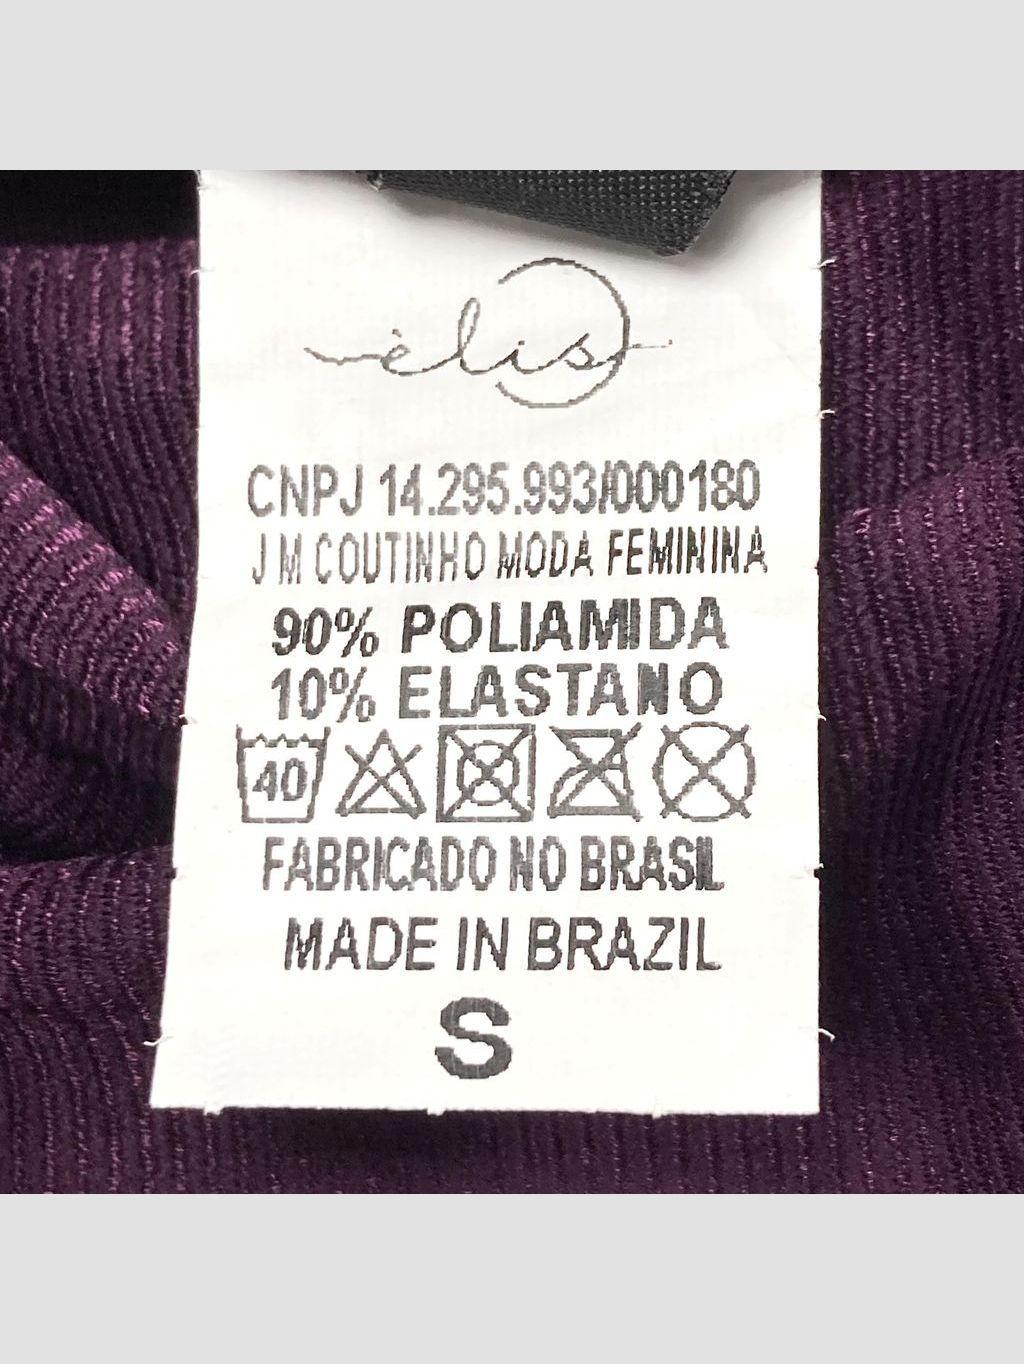 èlis
CNPJ 14.295.993/000180
J M COUTINHO MODA FEMININA
90% POLIAMIDA
10% ELASTANO
40
FABRICADO NO BRASIL
MADE IN BRAZIL
S